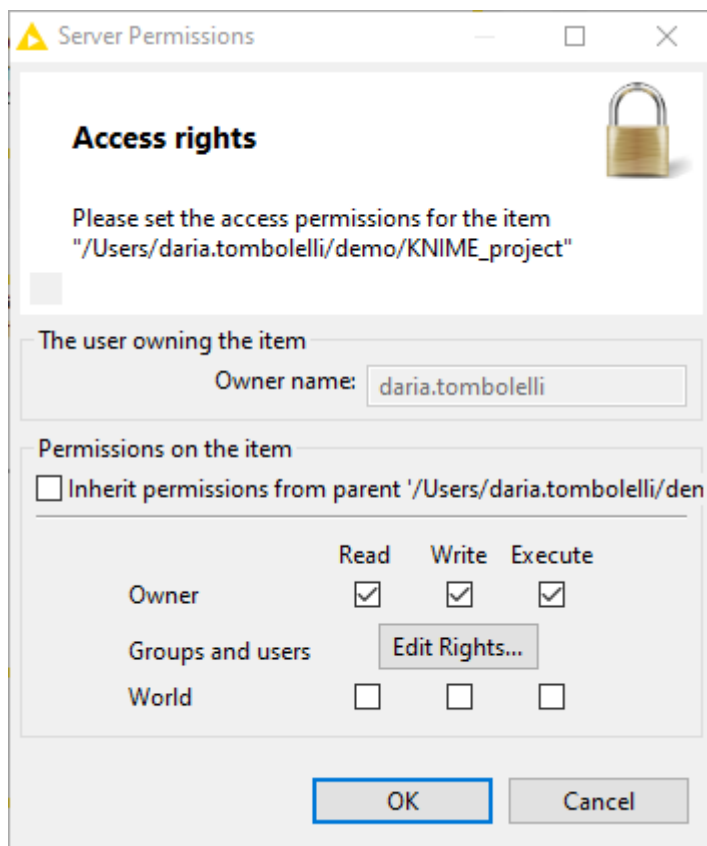 Server Permissions
Access rights
Please set the access permissions for the item
"/Users/daria.tombolelli/demo/KNIME_project"
The user owning the item
Owner name: daria.tombolelli
Permissions on the item
Inherit permissions from parent '/Users/daria.tombolelli/den
Read Write Execute
Owner
Groups and users Edit Rights...
World
OK Cancel